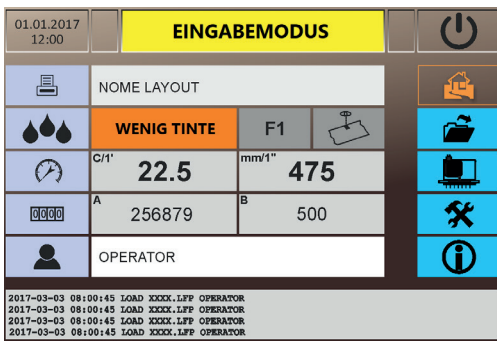 01.01.2017
12:00
EINGABEMODUS
NOME LAYOUT
WENIG TINTE
F1
C/1'
22.5
mm/1"
475
0000
A
256879
B
500
OPERATOR
2017-03-03 08:00:45 LOAD XXXX.LFP OPERATOR
2017-03-03 08:00:45 LOAD XXXX.LFP OPERATOR
2017-03-03 08:00:45 LOAD XXXX.LFP OPERATOR
2017-03-03 08:00:45 LOAD XXXX.LFP OPERATOR